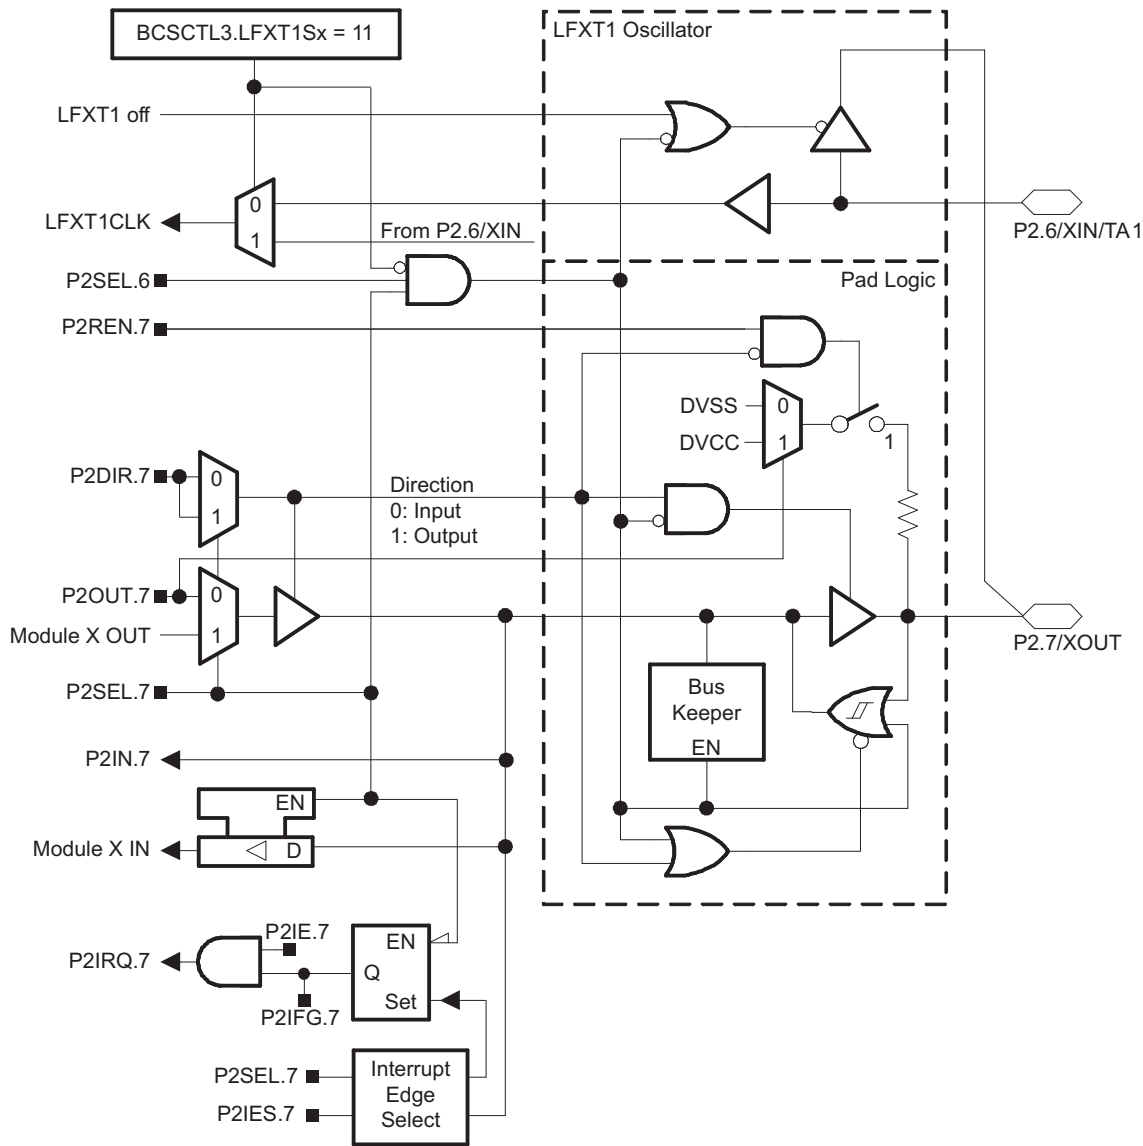 BCSCTL3.LFXT1Sx = 11
LFXT1 Oscillator
LFXT1 off
0
LFXT1CLK
1
From P2.6/XIN
P2.6/XIN/TA1
P2SEL.6
Pad Logic
P2REN.7
DVSS
0
DVCC
1
1
P2DIR.7
0
1
Direction
0: Input
1: Output
P2OUT.7
0
Module X OUT
1
P2.7/XOUT
P2SEL.7
Bus
Keeper
EN
P2IN.7
EN
Module X IN
D
P2IE.7
EN
P2IRQ.7
Q
Set
P2IFG.7
P2SEL.7
P2IES.7
Interrupt
Edge
Select